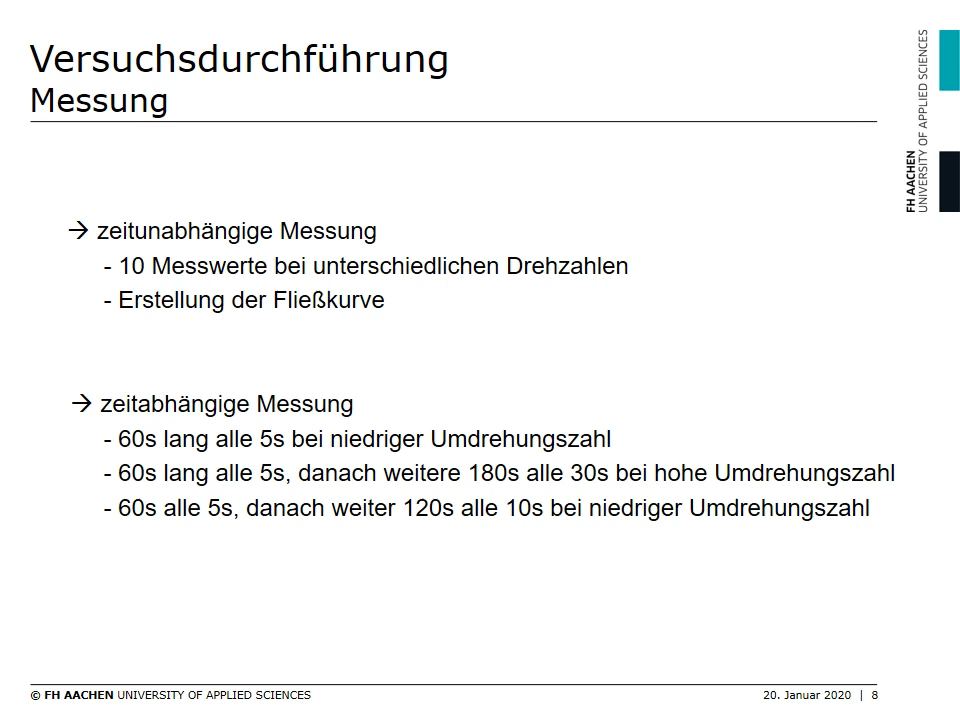 Versuchsdurchführung
Messung
FH AACHEN
UNIVERSITY OF APPLIED SCIENCES
→ zeitunabhängige Messung
- 10 Messwerte bei unterschiedlichen Drehzahlen
- Erstellung der Fließkurve
→ zeitabhängige Messung
- 60s lang alle 5s bei niedriger Umdrehungszahl
- 60s lang alle 5s, danach weitere 180s alle 30s bei hohe Umdrehungszahl
- 60s alle 5s, danach weiter 120s alle 10s bei niedriger Umdrehungszahl
© FH AACHEN UNIVERSITY OF APPLIED SCIENCES
20. Januar 2020 | 8